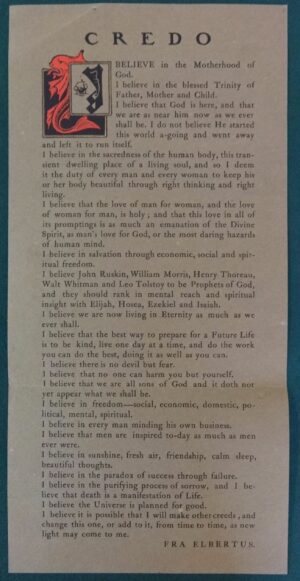 CREDO
I BELIEVE in the Motherhood of
God.
I believe in the blessed Trinity of
Father, Mother and Child.
I believe that God is here, and that
we are as near him now as we ever
shall be. I do not believe He started
this world a-going and went away
and left it to run itself.
I believe in the sacredness of the human body, this tran-
sient dwelling place of a living soul, and so I deem
it the duty of every man and every woman to keep his
or her body beautiful through right thinking and right
living.
I believe that the love of man for woman, and the love
of woman for man, is holy; and that this love in all of
its promptings is as much an emanation of the Divine
Spirit, as man's love for God, or the most daring hazards
of human mind.
I believe in salvation through economic, social and spir-
itual freedom.
I believe John Ruskin, William Morris, Henry Thoreau,
Walt Whitman and Leo Tolstoy to be Prophets of God,
and they should rank in mental reach and spiritual
insight with Elijah, Hosea, Ezekiel and Isaiah.
I believe we are now living in Eternity as much as we
ever shall.
I believe that the best way to prepare for a Future Life
is to be kind, live one day at a time, and do the work
you can do the best, doing it as well as you can.
I believe there is no devil but fear.
I believe that no one can harm you but yourself.
I believe that we are all sons of God and it doth not
yet appear what we shall be.
I believe in freedom—social, economic, domestic, po-
litical, mental, spiritual.
I believe in every man minding his own business.
I believe that men are inspired to-day as much as men
ever were.
I believe in sunshine, fresh air, friendship, calm sleep,
beautiful thoughts.
I believe in the paradox of success through failure.
I believe in the purifying process of sorrow, and I be-
lieve that death is a manifestation of Life.
I believe the Universe is planned for good.
I believe it is possible that I will make other creeds, and
change this one, or add to it, from time to time, as new
light may come to me.
FRA ELBERTUS.